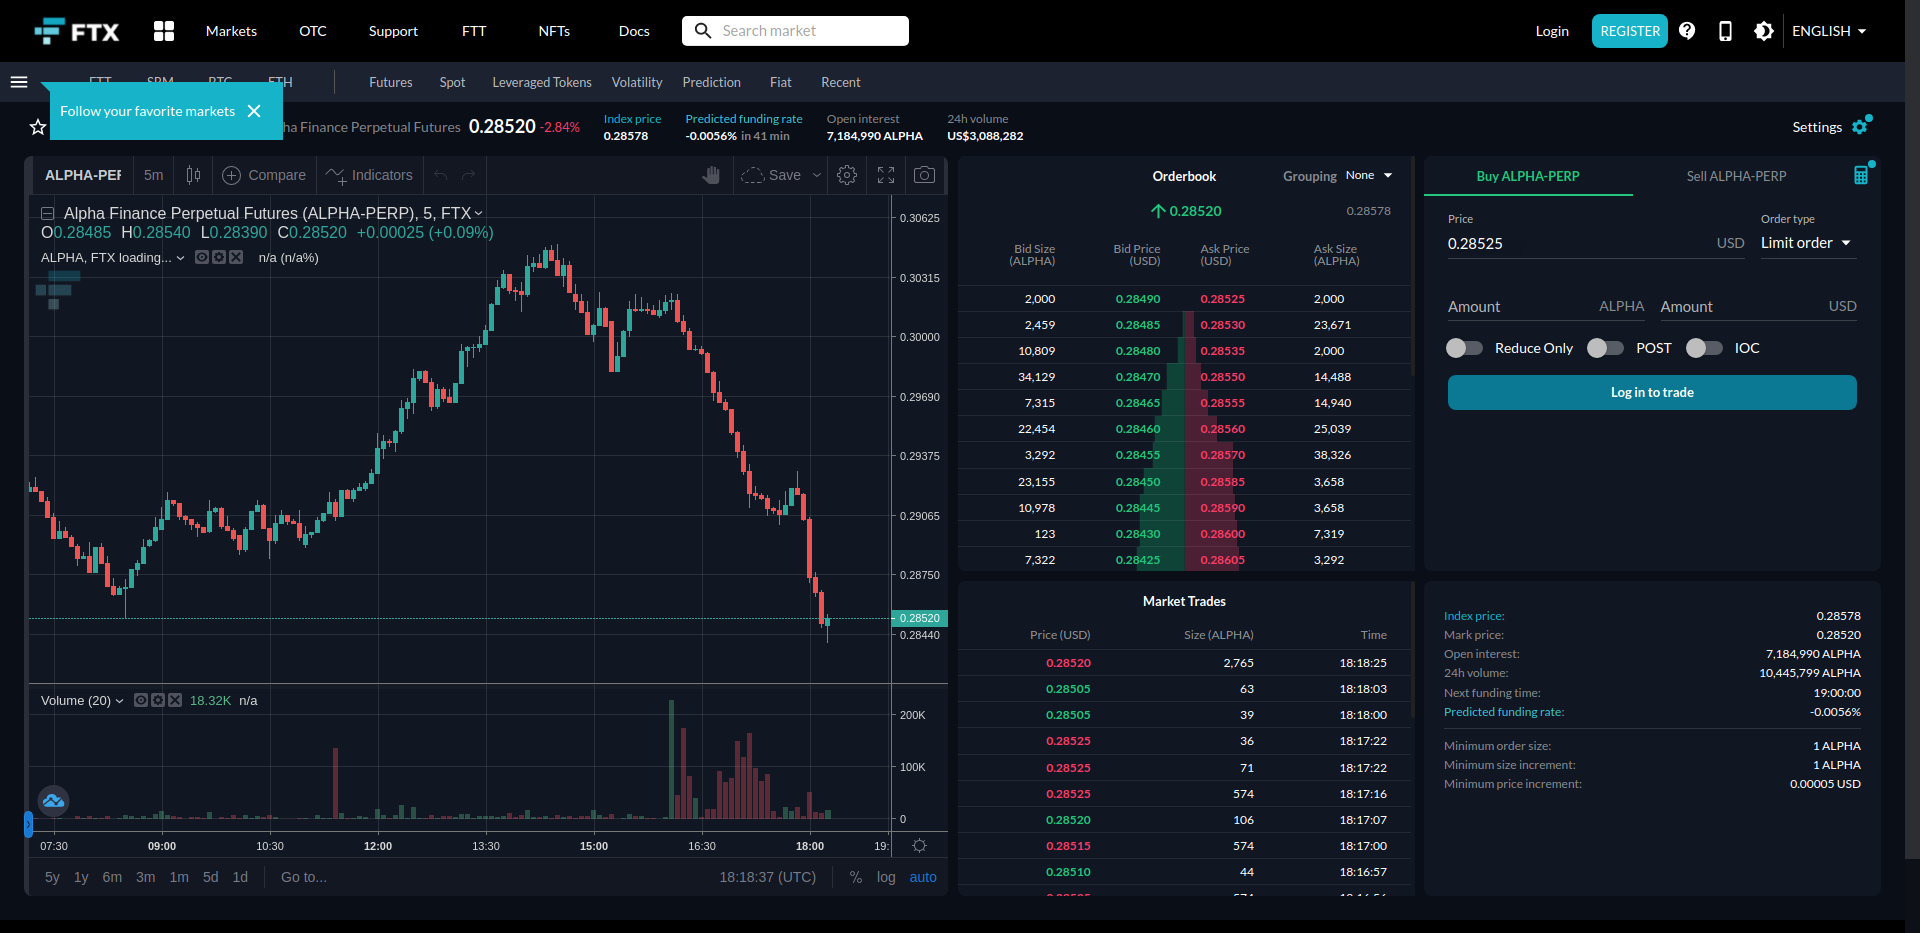 FTX
Markets
OTC
Support
FTT
NFTs
Docs
Search market
Login
REGISTER
ENGLISH
FTT SRM BTC ETH
Futures
Spot
Leveraged Tokens
Volatility
Prediction
Fiat
Recent
Follow your favorite markets
Finance Perpetual Futures
0.28520
-2.84%
Index price
0.28578
Predicted funding rate
-0.0056% in 41 min
Open interest
7,184,990 ALPHA
24h volume
US$3,088,282
Settings
ALPHA-PER
5m
Compare
Indicators
Save
Alpha Finance Perpetual Futures (ALPHA-PERP), 5, FTX
O0.28485 H0.28540 L0.28390 C0.28520 +0.00025 (+0.09%)
ALPHA, FTX loading... n/a (n/a%)
0.30625
0.30315
0.30000
0.29690
0.29375
0.29065
0.28750
0.28520
0.28440
Volume (20) 18.32K n/a
200K
100K
0
07:30 09:00 10:30 12:00 13:30 15:00 16:30 18:00 19:
5y 1y 6m 3m 1m 5d 1d Go to... 18:18:37 (UTC) % log auto
Orderbook
Grouping None
0.28520 0.28578
Bid Size (ALPHA) Bid Price (USD) Ask Price (USD) Ask Size (ALPHA)
2,000 0.28490 0.28525 2,000
2,459 0.28485 0.28530 23,671
10,809 0.28480 0.28535 2,000
34,129 0.28470 0.28550 14,488
7,315 0.28465 0.28555 14,940
22,454 0.28460 0.28560 25,039
3,292 0.28455 0.28570 38,326
23,155 0.28450 0.28585 3,658
10,978 0.28445 0.28590 3,658
123 0.28430 0.28600 7,319
7,322 0.28425 0.28605 3,292
Market Trades
Price (USD) Size (ALPHA) Time
0.28520 2,765 18:18:25
0.28505 63 18:18:03
0.28505 39 18:18:00
0.28525 36 18:17:22
0.28525 71 18:17:22
0.28525 574 18:17:16
0.28520 106 18:17:07
0.28515 574 18:17:00
0.28510 44 18:16:57
Buy ALPHA-PERP
Sell ALPHA-PERP
Price
Order type
0.28525 USD
Limit order
Amount ALPHA
Amount USD
Reduce Only
POST
IOC
Log in to trade
Index price: 0.28578
Mark price: 0.28520
Open interest: 7,184,990 ALPHA
24h volume: 10,445,799 ALPHA
Next funding time: 19:00:00
Predicted funding rate: -0.0056%
Minimum order size: 1 ALPHA
Minimum size increment: 1 ALPHA
Minimum price increment: 0.00005 USD